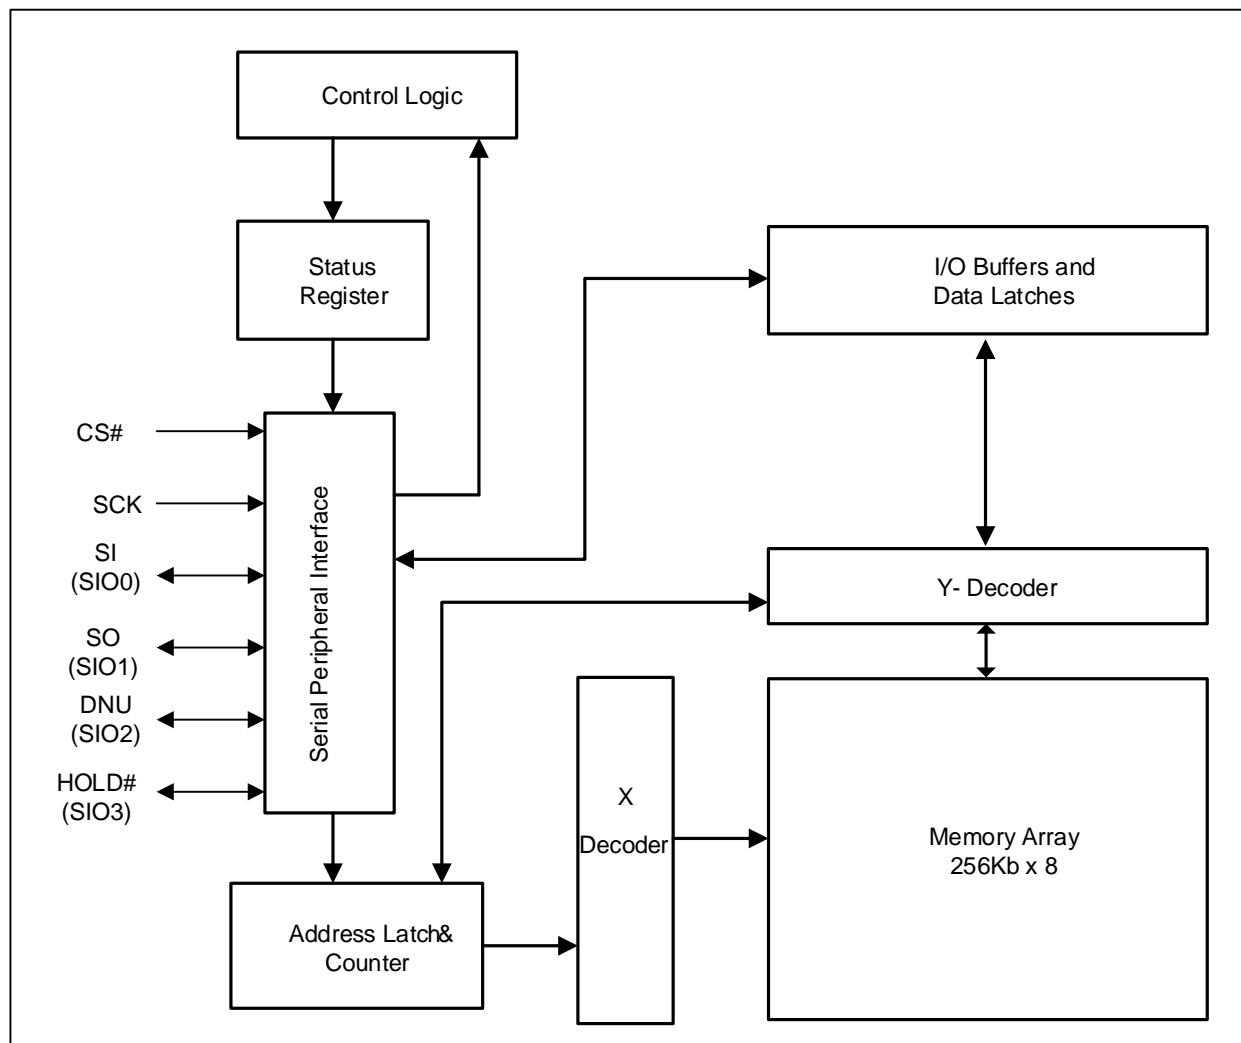 Control Logic
Status
Register
I/O Buffers and
Data Latches
CS#
SCK
SI
(SIO0)
SO
(SIO1)
DNU
(SIO2)
HOLD#
(SIO3)
Serial Peripheral Interface
Y- Decoder
X
Decoder
Memory Array
256Kb x 8
Address Latch&
Counter